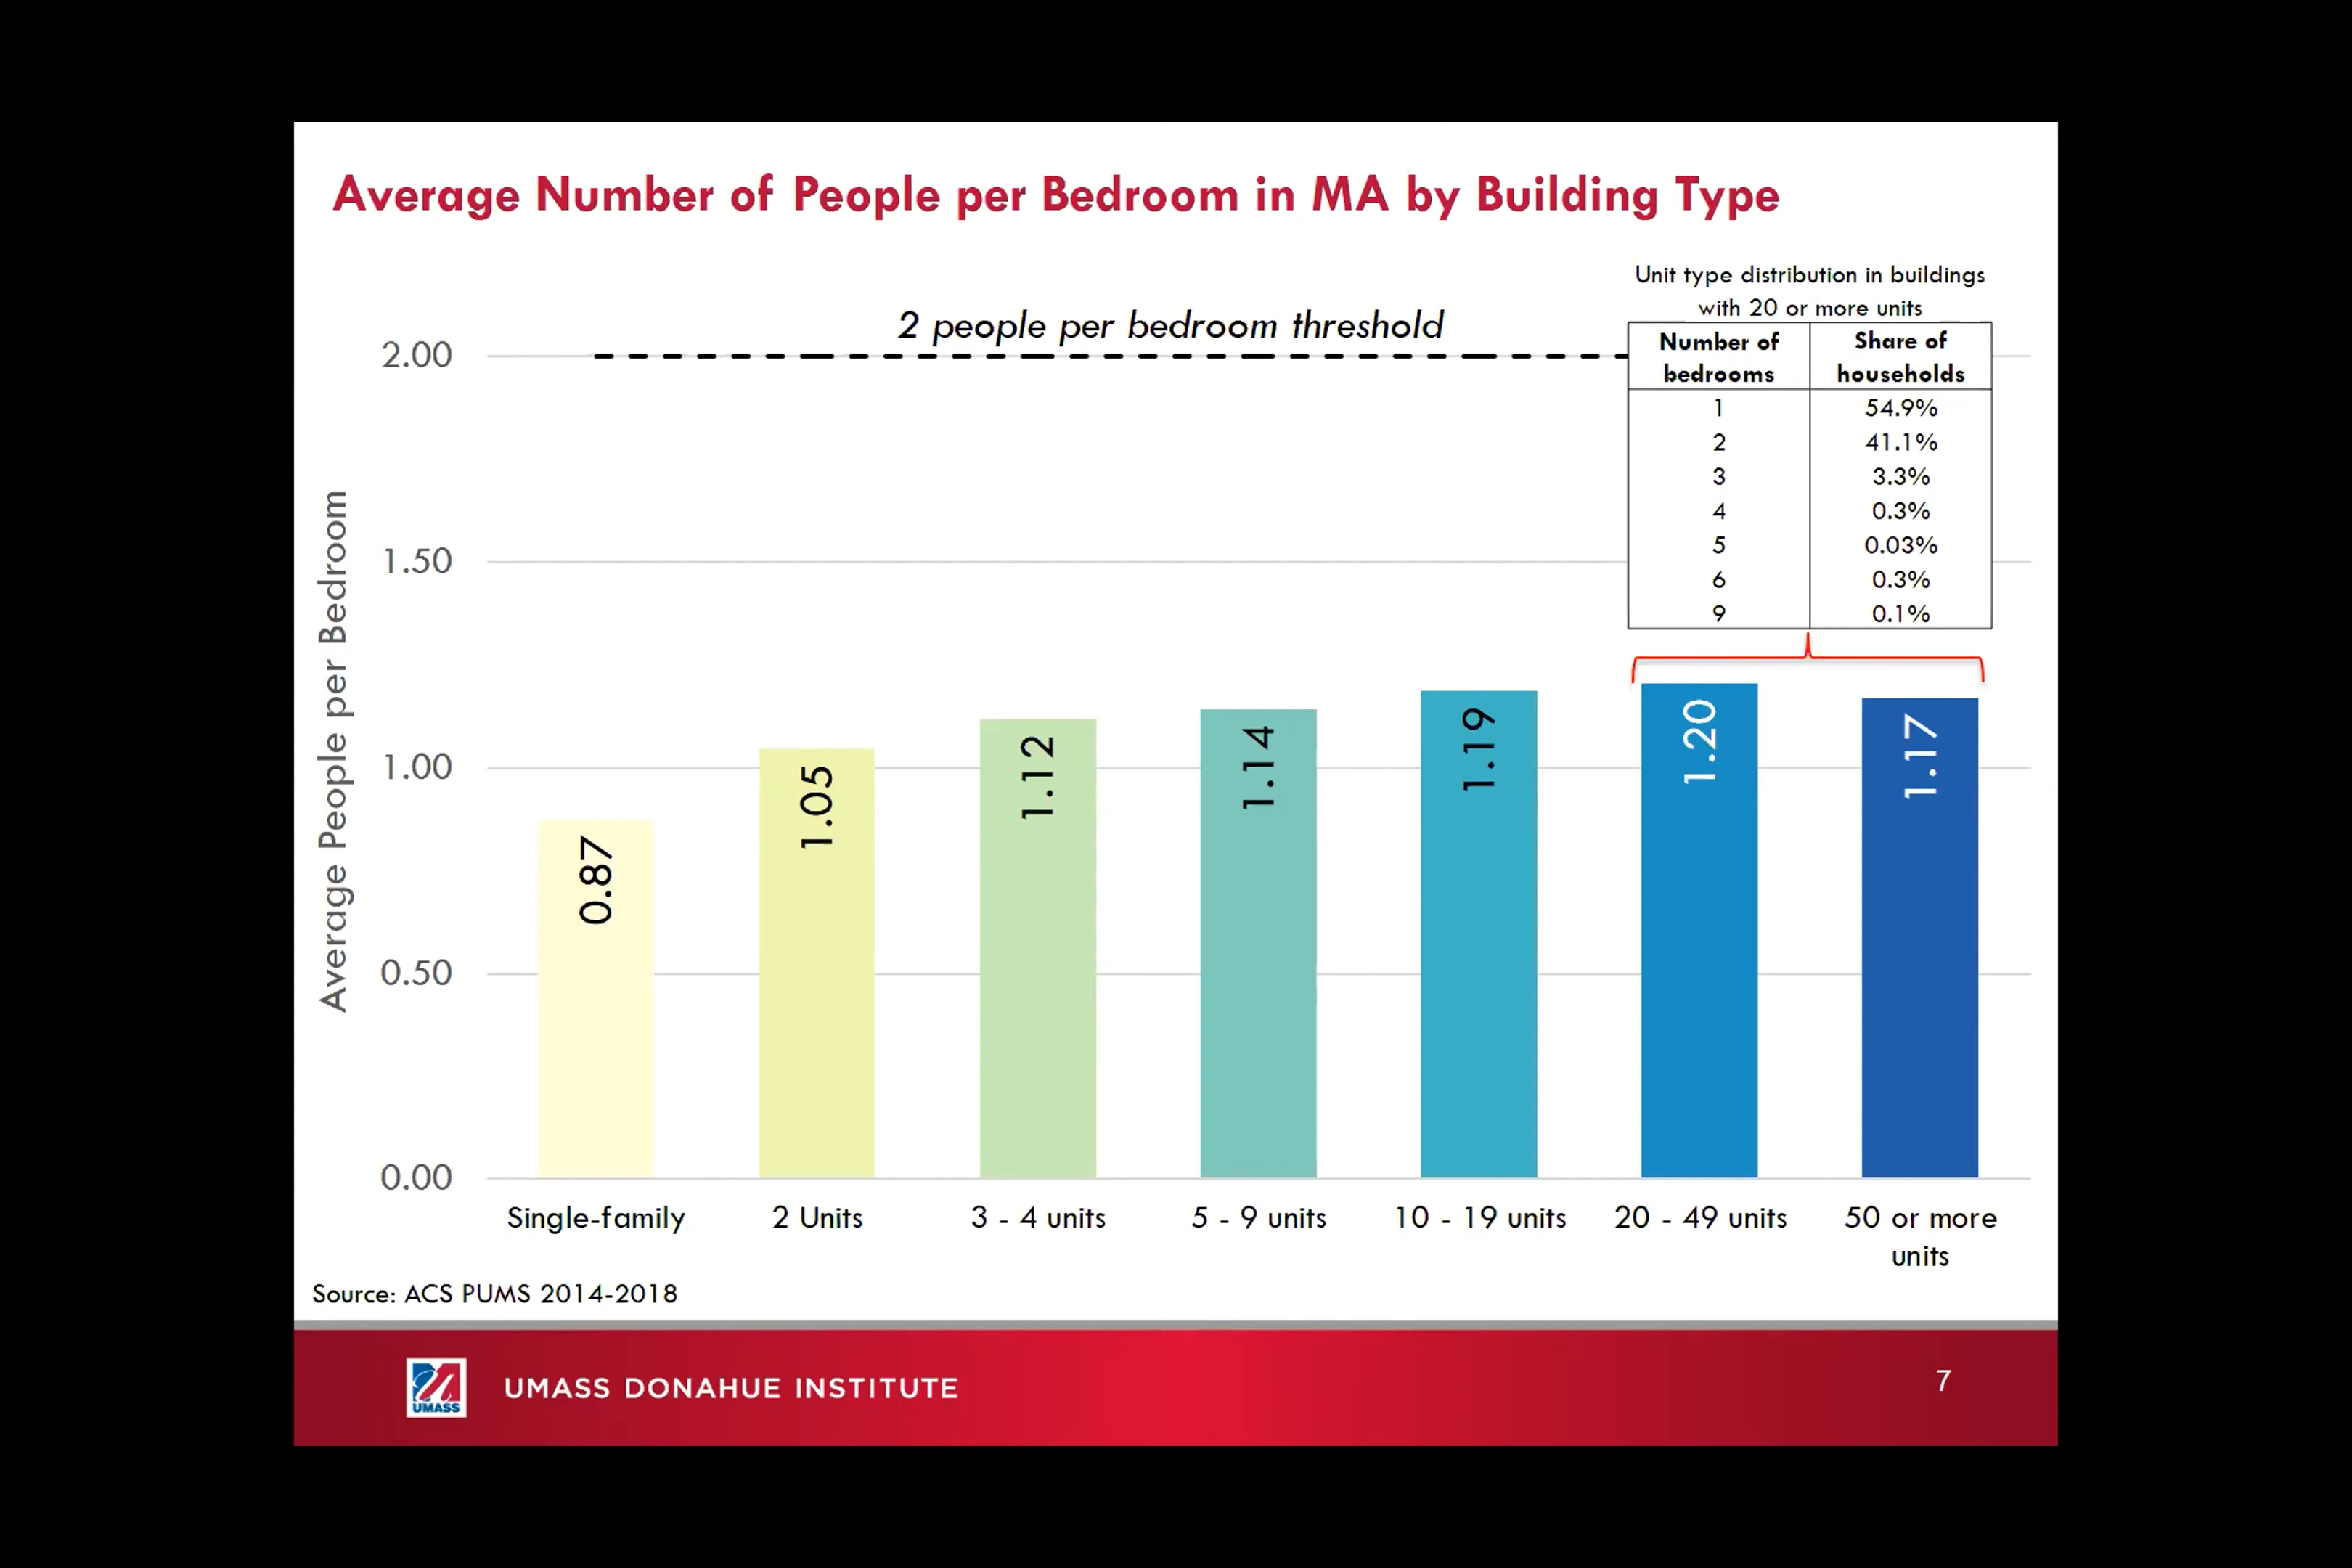 Average Number of People per Bedroom in MA by Building Type
Unit type distribution in buildings
with 20 or more units
2 people per bedroom threshold
Number of bedrooms Share of households
1 54.9%
2 41.1%
3 3.3%
4 0.3%
5 0.03%
6 0.3%
9 0.1%
Average People per Bedroom
2.00
1.50
1.00
0.50
0.00
0.87
1.05
1.12
1.14
1.19
1.20
1.17
Single-family
2 Units
3 - 4 units
5 - 9 units
10 - 19 units
20 - 49 units
50 or more
units
Source: ACS PUMS 2014-2018
UMASS
UMASS DONAHUE INSTITUTE
7